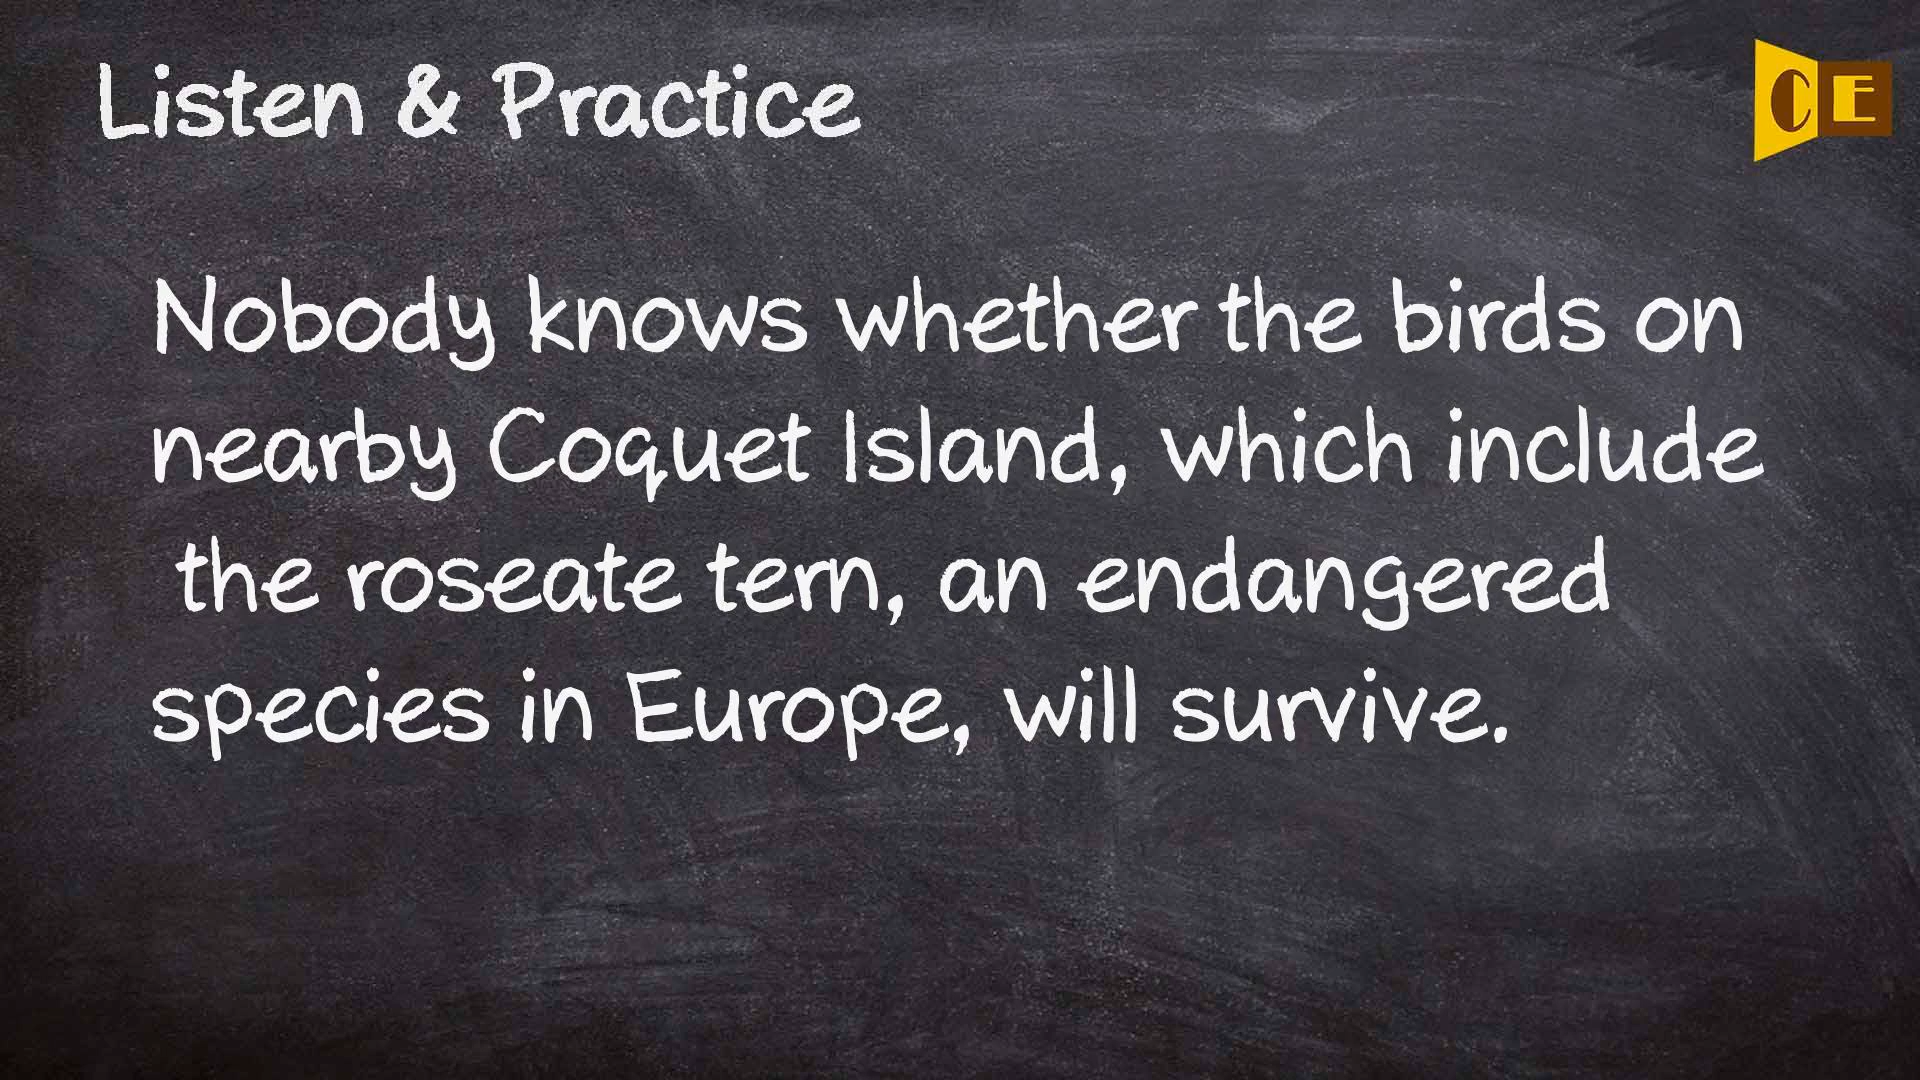 Listen & Practice
CE
Nobody knows whether the birds on
nearby Coquet Island, which include
the roseate tern, an endangered
species in Europe, will survive.